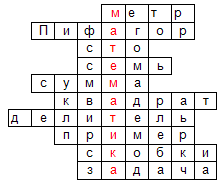 метр
Пифагор
сто
семь
сумма
квадрат
делитель
пример
скобки
задача